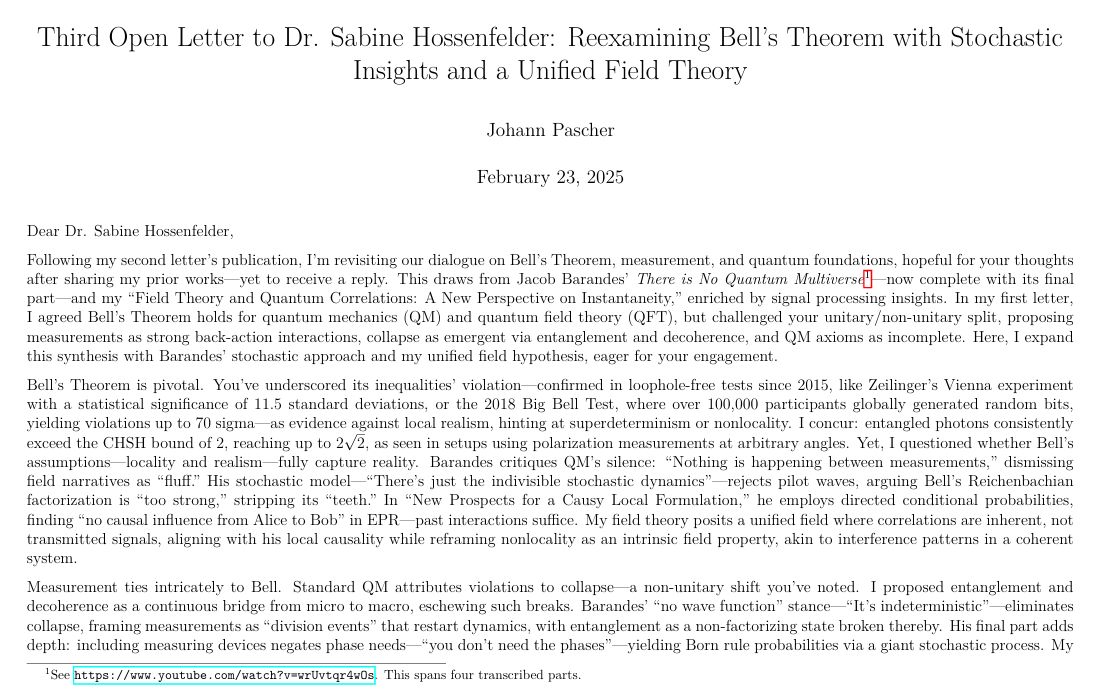 Third Open Letter to Dr. Sabine Hossenfelder: Reexamining Bell's Theorem with Stochastic
Insights and a Unified Field Theory
Johann Pascher
February 23, 2025
Dear Dr. Sabine Hossenfelder,
Following my second letter's publication, I'm revisiting our dialogue on Bell's Theorem, measurement, and quantum foundations, hopeful for your thoughts
after sharing my prior works—yet to receive a reply. This draws from Jacob Barandes' There is No Quantum Multiverse¹—now complete with its final
part—and my “Field Theory and Quantum Correlations: A New Perspective on Instantaneity,” enriched by signal processing insights. In my first letter,
I agreed Bell's Theorem holds for quantum mechanics (QM) and quantum field theory (QFT), but challenged your unitary/non-unitary split, proposing
measurements as strong back-action interactions, collapse as emergent via entanglement and decoherence, and QM axioms as incomplete. Here, I expand
this synthesis with Barandes' stochastic approach and my unified field hypothesis, eager for your engagement.
Bell's Theorem is pivotal. You've underscored its inequalities' violation—confirmed in loophole-free tests since 2015, like Zeilinger's Vienna experiment
with a statistical significance of 11.5 standard deviations, or the 2018 Big Bell Test, where over 100,000 participants globally generated random bits,
yielding violations up to 70 sigma—as evidence against local realism, hinting at superdeterminism or nonlocality. I concur: entangled photons consistently
exceed the CHSH bound of 2, reaching up to 2√2, as seen in setups using polarization measurements at arbitrary angles. Yet, I questioned whether Bell's
assumptions—locality and realism—fully capture reality. Barandes critiques QM's silence: “Nothing is happening between measurements,” dismissing
field narratives as “fluff.” His stochastic model—“There's just the indivisible stochastic dynamics”—rejects pilot waves, arguing Bell's Reichenbachian
factorization is “too strong,” stripping its “teeth.” In “New Prospects for a Causy Local Formulation,” he employs directed conditional probabilities,
finding “no causal influence from Alice to Bob” in EPR—past interactions suffice. My field theory posits a unified field where correlations are inherent, not
transmitted signals, aligning with his local causality while reframing nonlocality as an intrinsic field property, akin to interference patterns in a coherent
system.
Measurement ties intricately to Bell. Standard QM attributes violations to collapse—a non-unitary shift you've noted. I proposed entanglement and
decoherence as a continuous bridge from micro to macro, eschewing such breaks. Barandes' “no wave function” stance—“It's indeterministic”—eliminates
collapse, framing measurements as “division events” that restart dynamics, with entanglement as a non-factorizing state broken thereby. His final part adds
depth: including measuring devices negates phase needs—“you don't need the phases”—yielding Born rule probabilities via a giant stochastic process. My
¹See https://www.youtube.com/watch?v=wrUvtqr4wOs. This spans four transcribed parts.